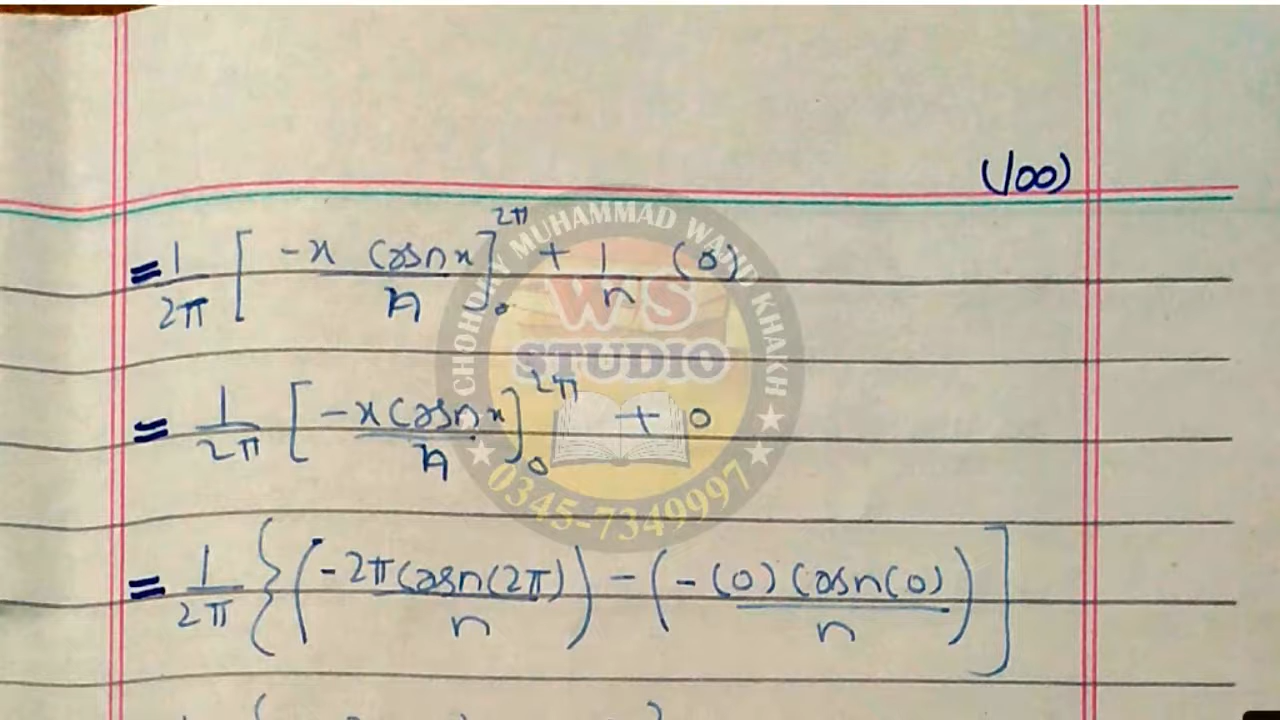 (100)
= 1/2π [ -x cosnx / n ]₀^2π + 1/n (0)
= 1/2π [ -x cosnx / n ]₀^2π + 0
= 1/2π { ( -2π cosn(2π) / n ) - ( -(0) cosn(0) / n ) ]
CHOHDRY MUHAMMAD WAJID KHAKH
WS
STUDIO
0345-7349997